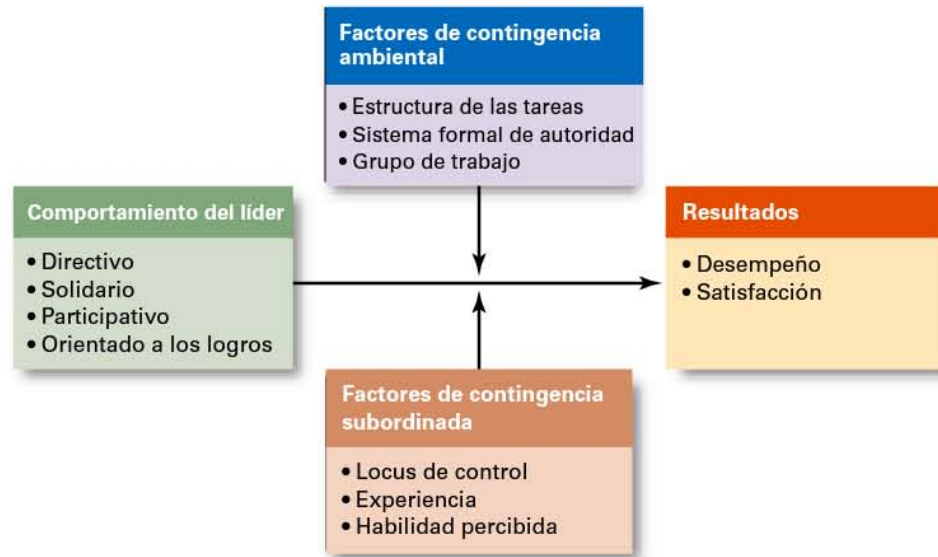 Factores de contingencia
ambiental
• Estructura de las tareas
• Sistema formal de autoridad
• Grupo de trabajo
Comportamiento del líder
• Directivo
• Solidario
• Participativo
• Orientado a los logros
Resultados
• Desempeño
• Satisfacción
Factores de contingencia
subordinada
• Locus de control
• Experiencia
• Habilidad percibida